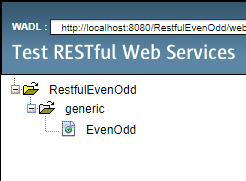 WADL : http://localhost:8080/RestfulEvenOdd/web
Test RESTful Web Services
RestfulEvenOdd
generic
EvenOdd